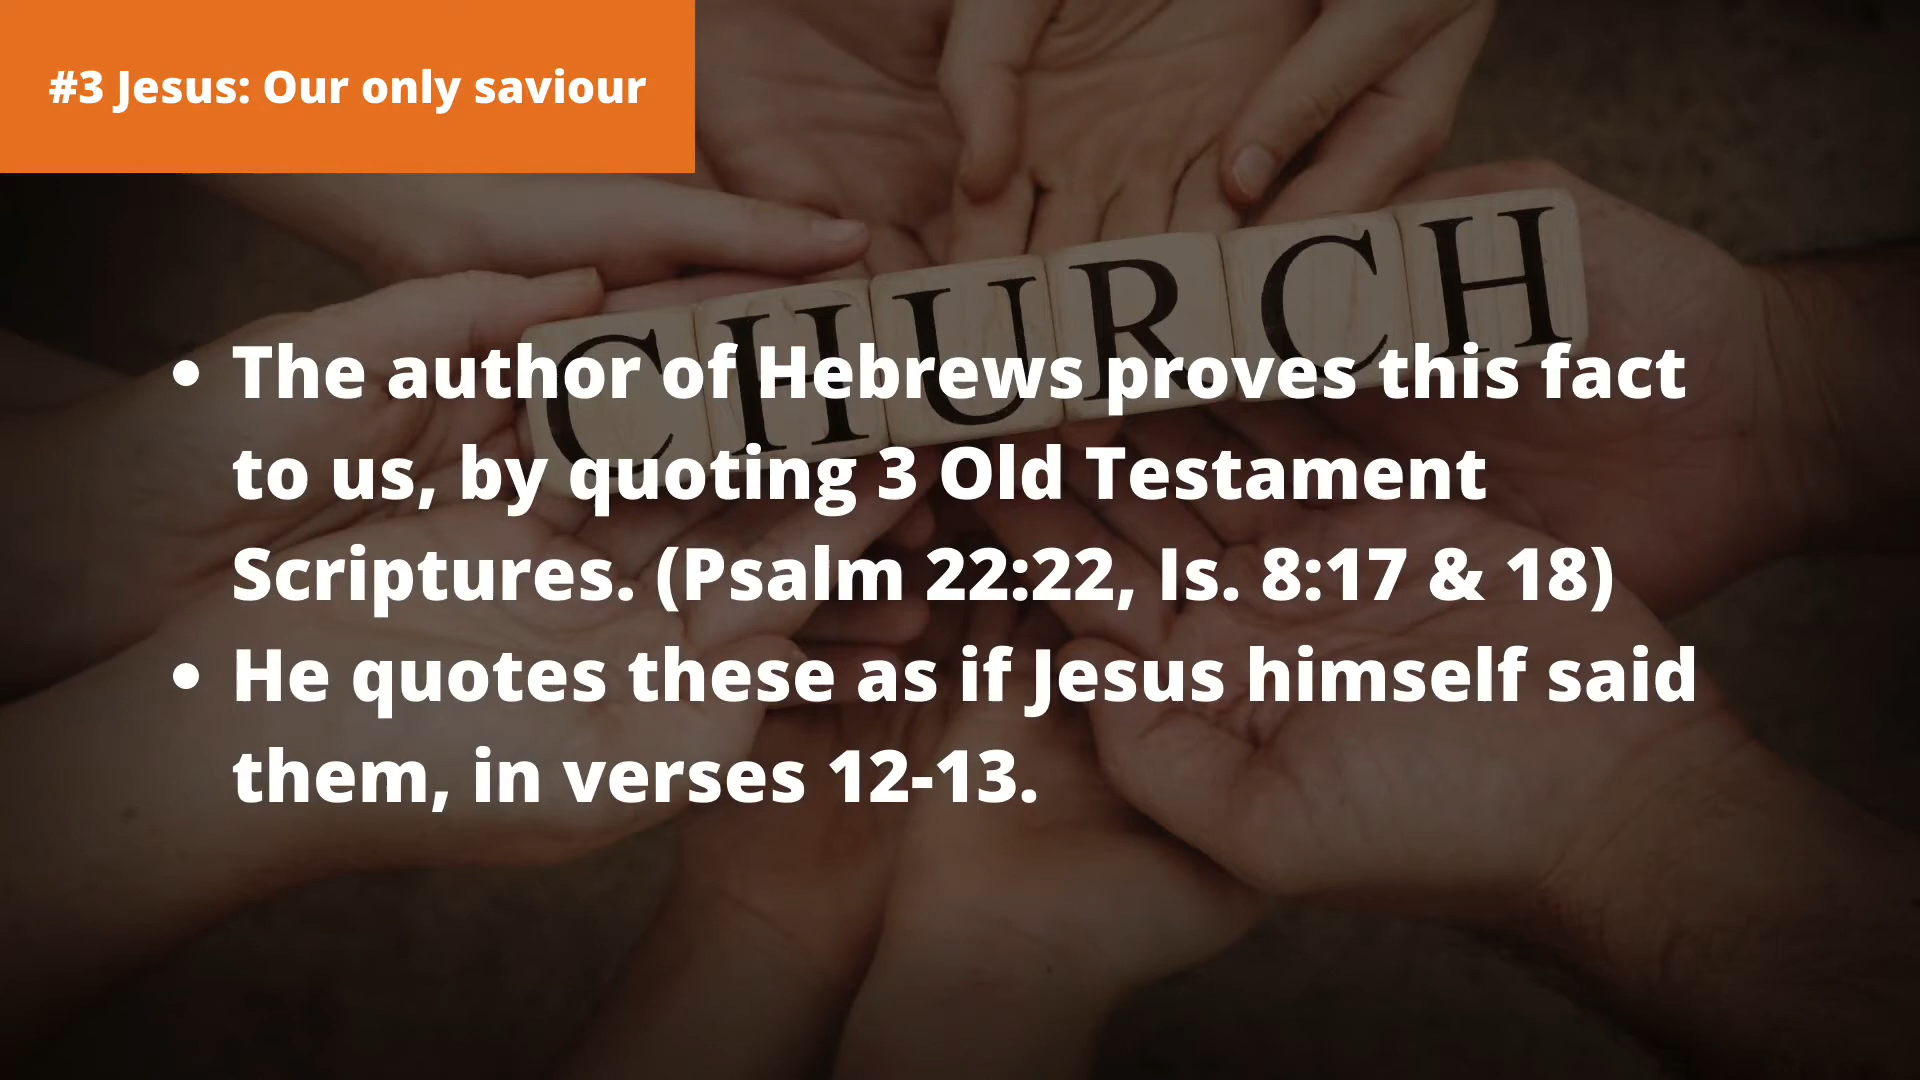 #3 Jesus: Our only saviour
CHURCH
• The author of Hebrews proves this fact
to us, by quoting 3 Old Testament
Scriptures. (Psalm 22:22, Is. 8:17 & 18)
• He quotes these as if Jesus himself said
them, in verses 12-13.